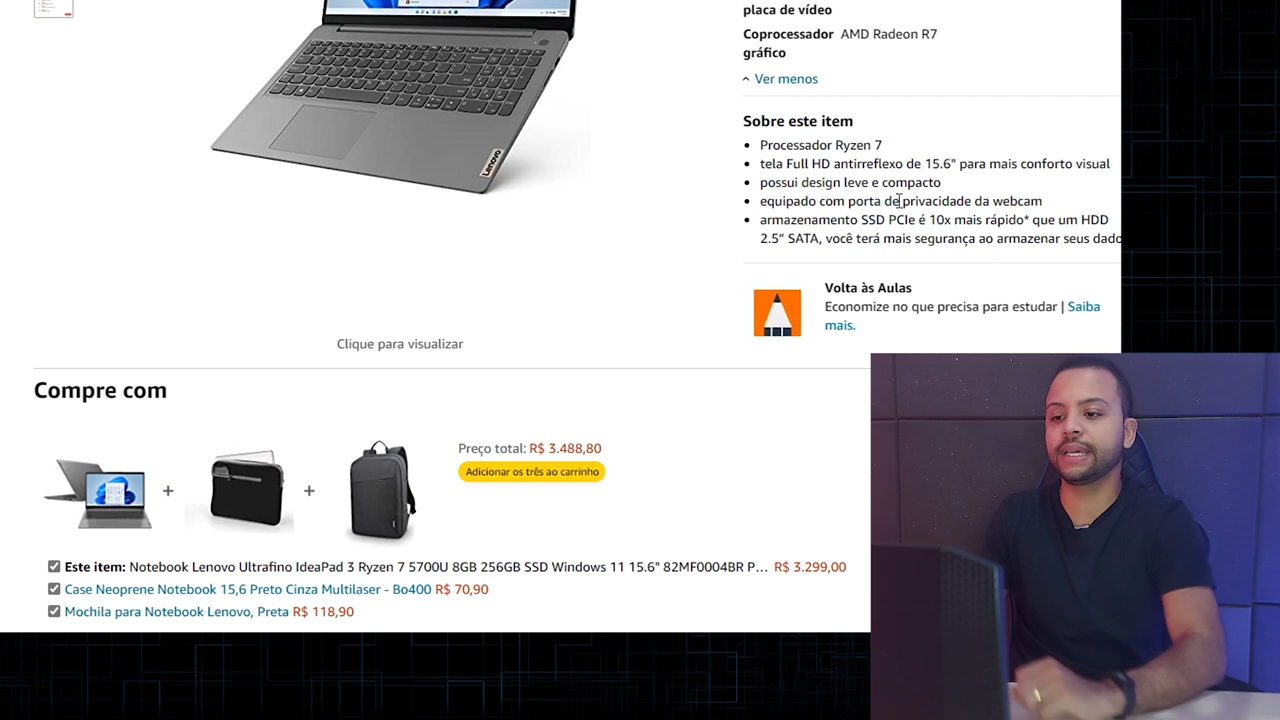 placa de vídeo
Coprocessador AMD Radeon R7
gráfico
Ver menos
Sobre este item
Processador Ryzen 7
tela Full HD antirreflexo de 15.6" para mais conforto visual
possui design leve e compacto
equipado com porta de privacidade da webcam
armazenamento SSD PCIe é 10x mais rápido* que um HDD
2.5" SATA, você terá mais segurança ao armazenar seus dado
Volta às Aulas
Economize no que precisa para estudar | Saiba
mais.
Lenovo
Clique para visualizar
Compre com
Preço total: R$ 3.488,80
Adicionar os três ao carrinho
Este item: Notebook Lenovo Ultrafino IdeaPad 3 Ryzen 7 5700U 8GB 256GB SSD Windows 11 15.6" 82MF0004BR P... R$ 3.299,00
Case Neoprene Notebook 15,6 Preto Cinza Multilaser - Bo400 R$ 70,90
Mochila para Notebook Lenovo, Preta R$ 118,90